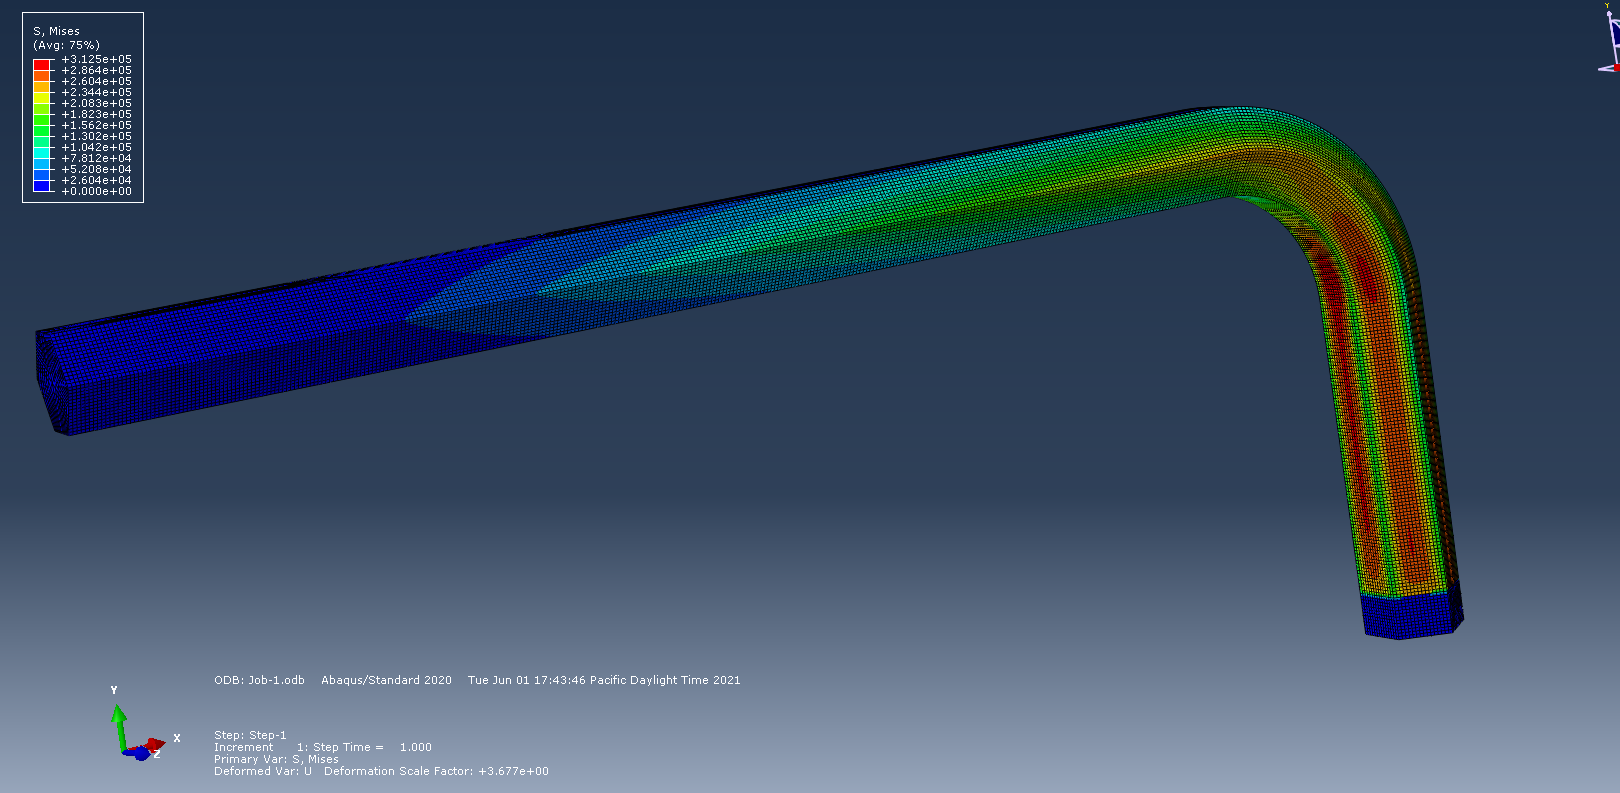 S, Mises
(Avg: 75%)
+3.125e+05
+2.864e+05
+2.604e+05
+2.344e+05
+2.083e+05
+1.823e+05
+1.562e+05
+1.302e+05
+1.042e+05
+7.812e+04
+5.208e+04
+2.604e+04
+0.000e+00
Y
Y
X
Z
ODB: Job-1.odb Abaqus/Standard 2020 Tue Jun 01 17:43:46 Pacific Daylight Time 2021
Step: Step-1
Increment 1: Step Time = 1.000
Primary Var: S, Mises
Deformed Var: U Deformation Scale Factor: +3.677e+00